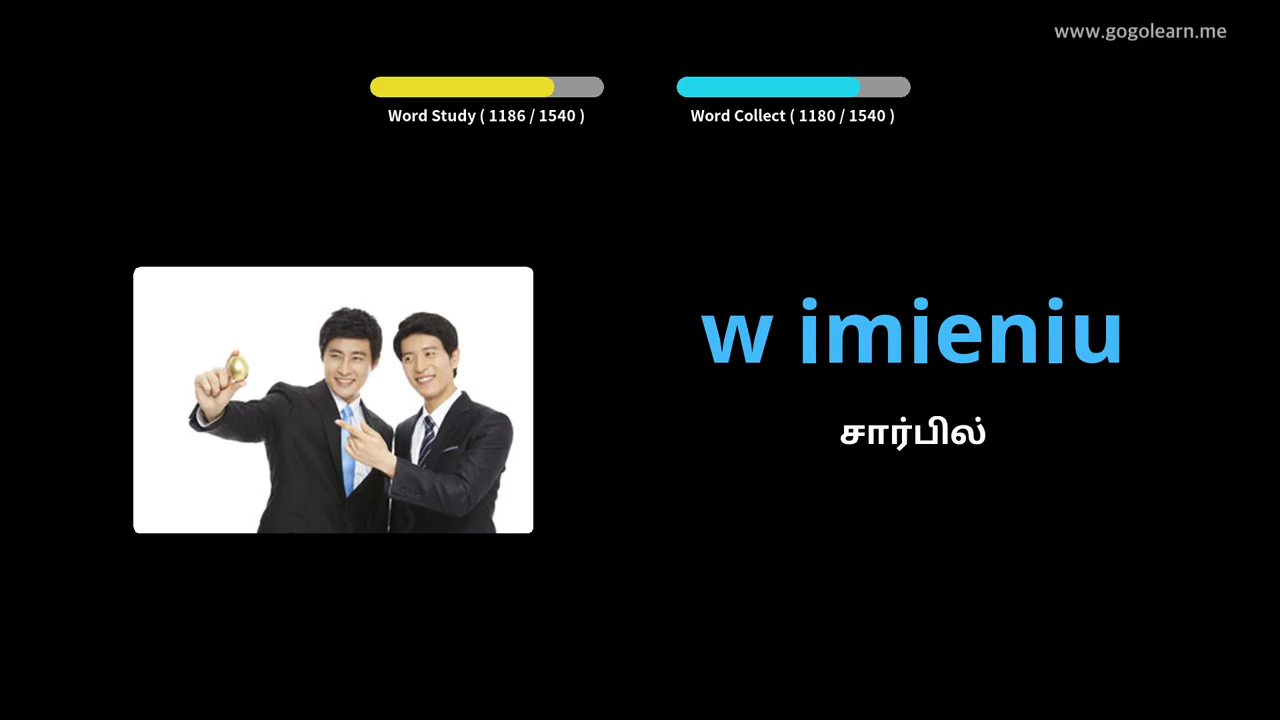 www.gogolearn.me
Word Study ( 1186 / 1540 )
Word Collect ( 1180 / 1540 )
w imieniu
சார்பில்